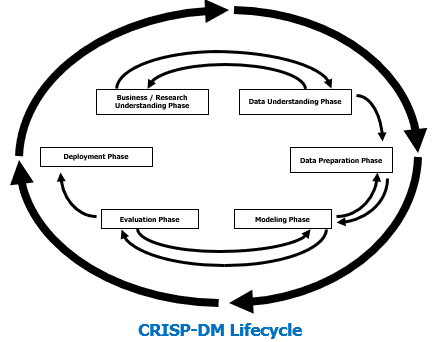 Business / Research
Understanding Phase
Data Understanding Phase
Deployment Phase
Data Preparation Phase
Evaluation Phase
Modeling Phase
CRISP-DM Lifecycle